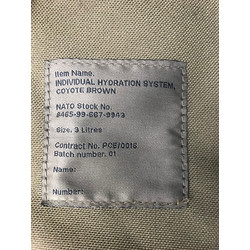 Item Name.
INDIVIDUAL HYDRATION SYSTEM,
COYOTE BROWN
NATO Stock No.
8465-99-667-9943
Size. 3 Litres
Contract No. PCE/0016
Batch number. 01
Name:
Number: